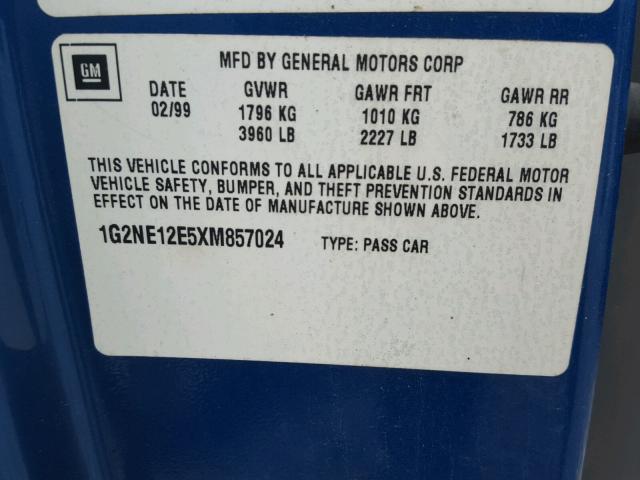 GM
MFD BY GENERAL MOTORS CORP
DATE GVWR GAWR FRT GAWR RR
02/99 1796 KG 1010 KG 786 KG
3960 LB 2227 LB 1733 LB
THIS VEHICLE CONFORMS TO ALL APPLICABLE U.S. FEDERAL MOTOR
VEHICLE SAFETY, BUMPER, AND THEFT PREVENTION STANDARDS IN
EFFECT ON THE DATE OF MANUFACTURE SHOWN ABOVE.
1G2NE12E5XM857024 TYPE: PASS CAR